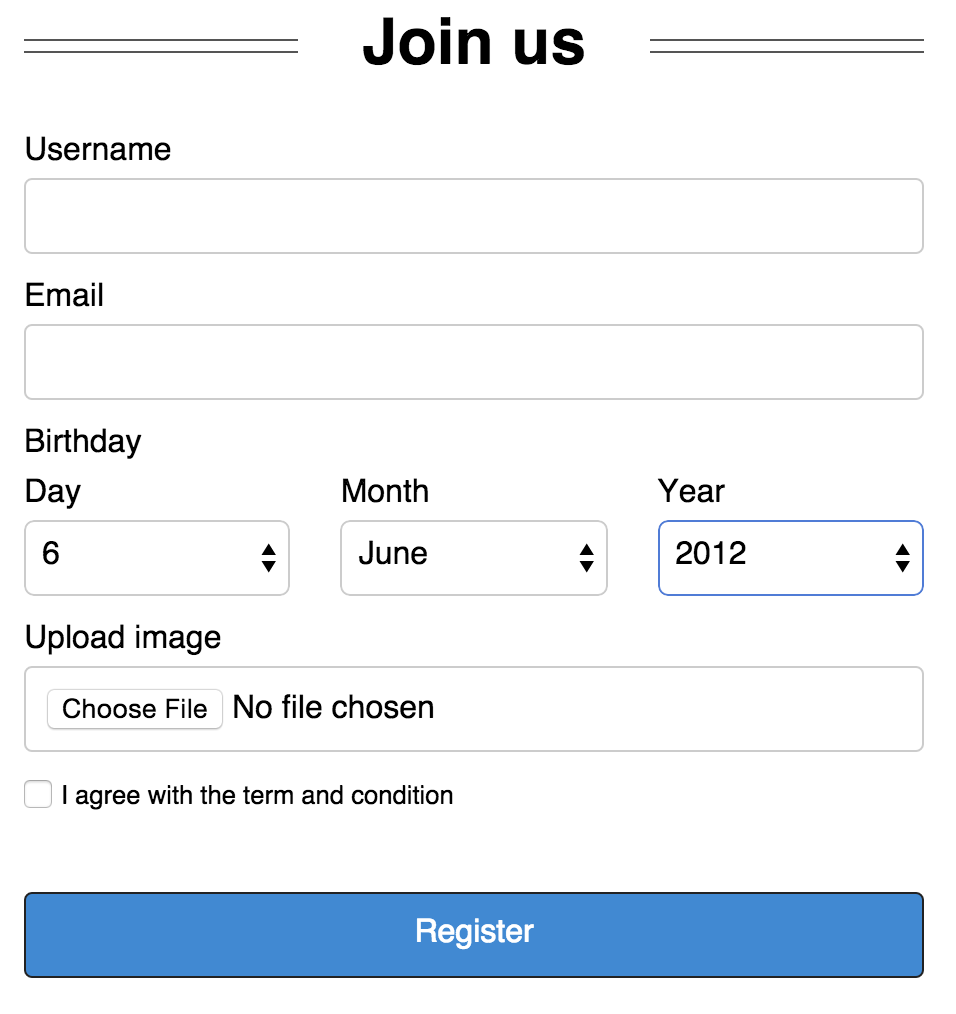 Join us
Username
Email
Birthday
Day Month Year
6 June 2012
Upload image
Choose File No file chosen
I agree with the term and condition
Register